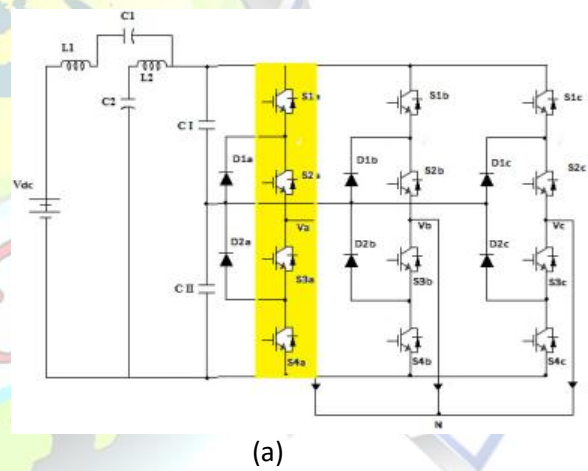 C1
L1
L2
C2
Vdc
C I
C II
S1a
S1b
S1c
D1a
S2a
D1b
S2b
D1c
S2c
Va
Vb
Vc
D2a
D2b
D2c
S3a
S3b
S3c
S4a
S4b
S4c
N
(a)